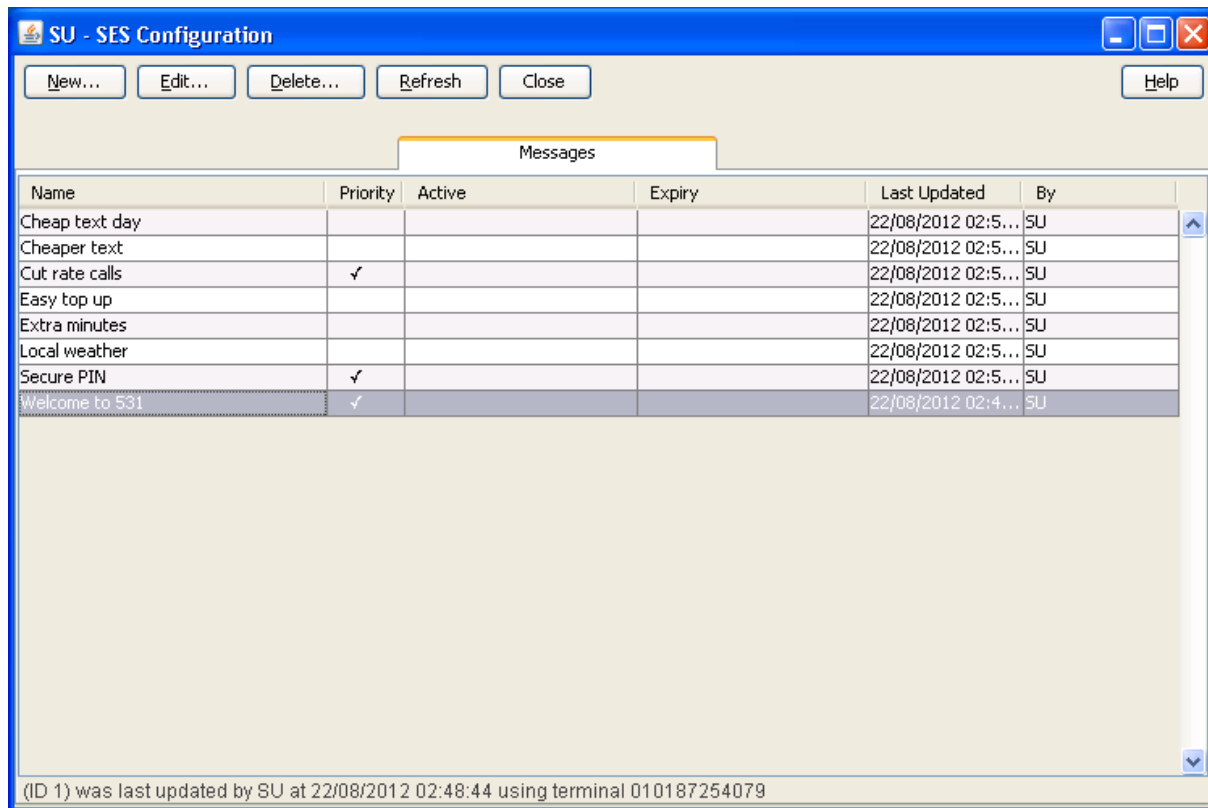 SU - SES Configuration
New... Edit... Delete... Refresh Close Help
Messages
Name Priority Active Expiry Last Updated By
Cheap text day 22/08/2012 02:5... SU
Cheaper text 22/08/2012 02:5... SU
Cut rate calls ✓ 22/08/2012 02:5... SU
Easy top up 22/08/2012 02:5... SU
Extra minutes 22/08/2012 02:5... SU
Local weather 22/08/2012 02:5... SU
Secure PIN ✓ 22/08/2012 02:5... SU
Welcome to 531 ✓ 22/08/2012 02:4... SU
(ID 1) was last updated by SU at 22/08/2012 02:48:44 using terminal 010187254079